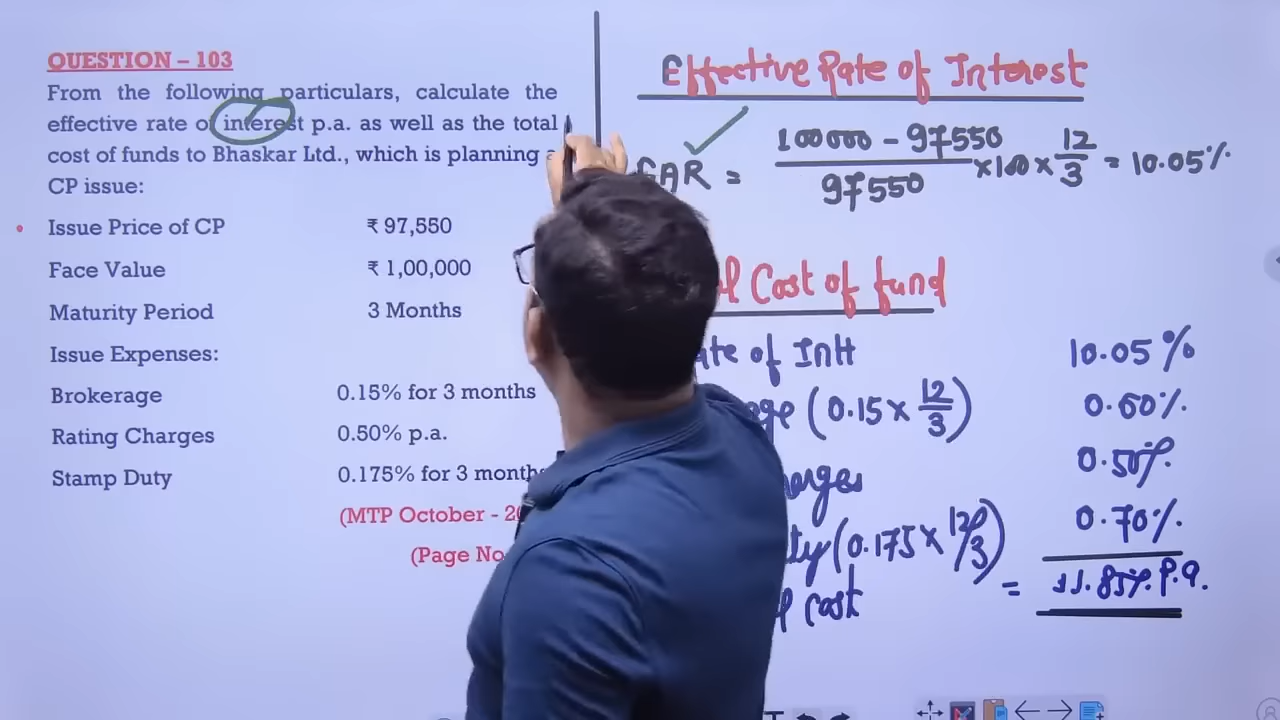 QUESTION – 103
From the following particulars, calculate the
effective rate of interest p.a. as well as the total
cost of funds to Bhaskar Ltd., which is planning a
CP issue:
Issue Price of CP ₹ 97,550
Face Value ₹ 1,00,000
Maturity Period 3 Months
Issue Expenses:
Brokerage 0.15% for 3 months
Rating Charges 0.50% p.a.
Stamp Duty 0.175% for 3 month
(MTP October - 2
(Page No
Effective Rate of Interest
EAR = 100000 - 97550 / 97550 × 100 × 12/3 = 10.05%
Cost of fund
ate of Intt 10.05%
ge (0.15 × 12/3) 0.60%
arges 0.50%
ty (0.175 × 12/3) 0.70%
cost = 11.85% p.a.